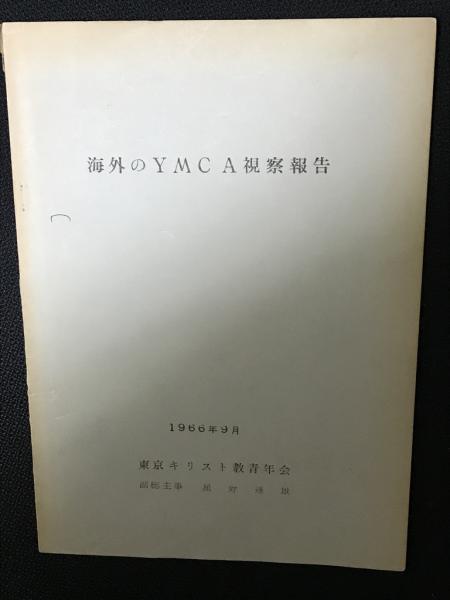 海外のYMCA視察報告
1966年9月
東京キリスト教青年会
副総主事